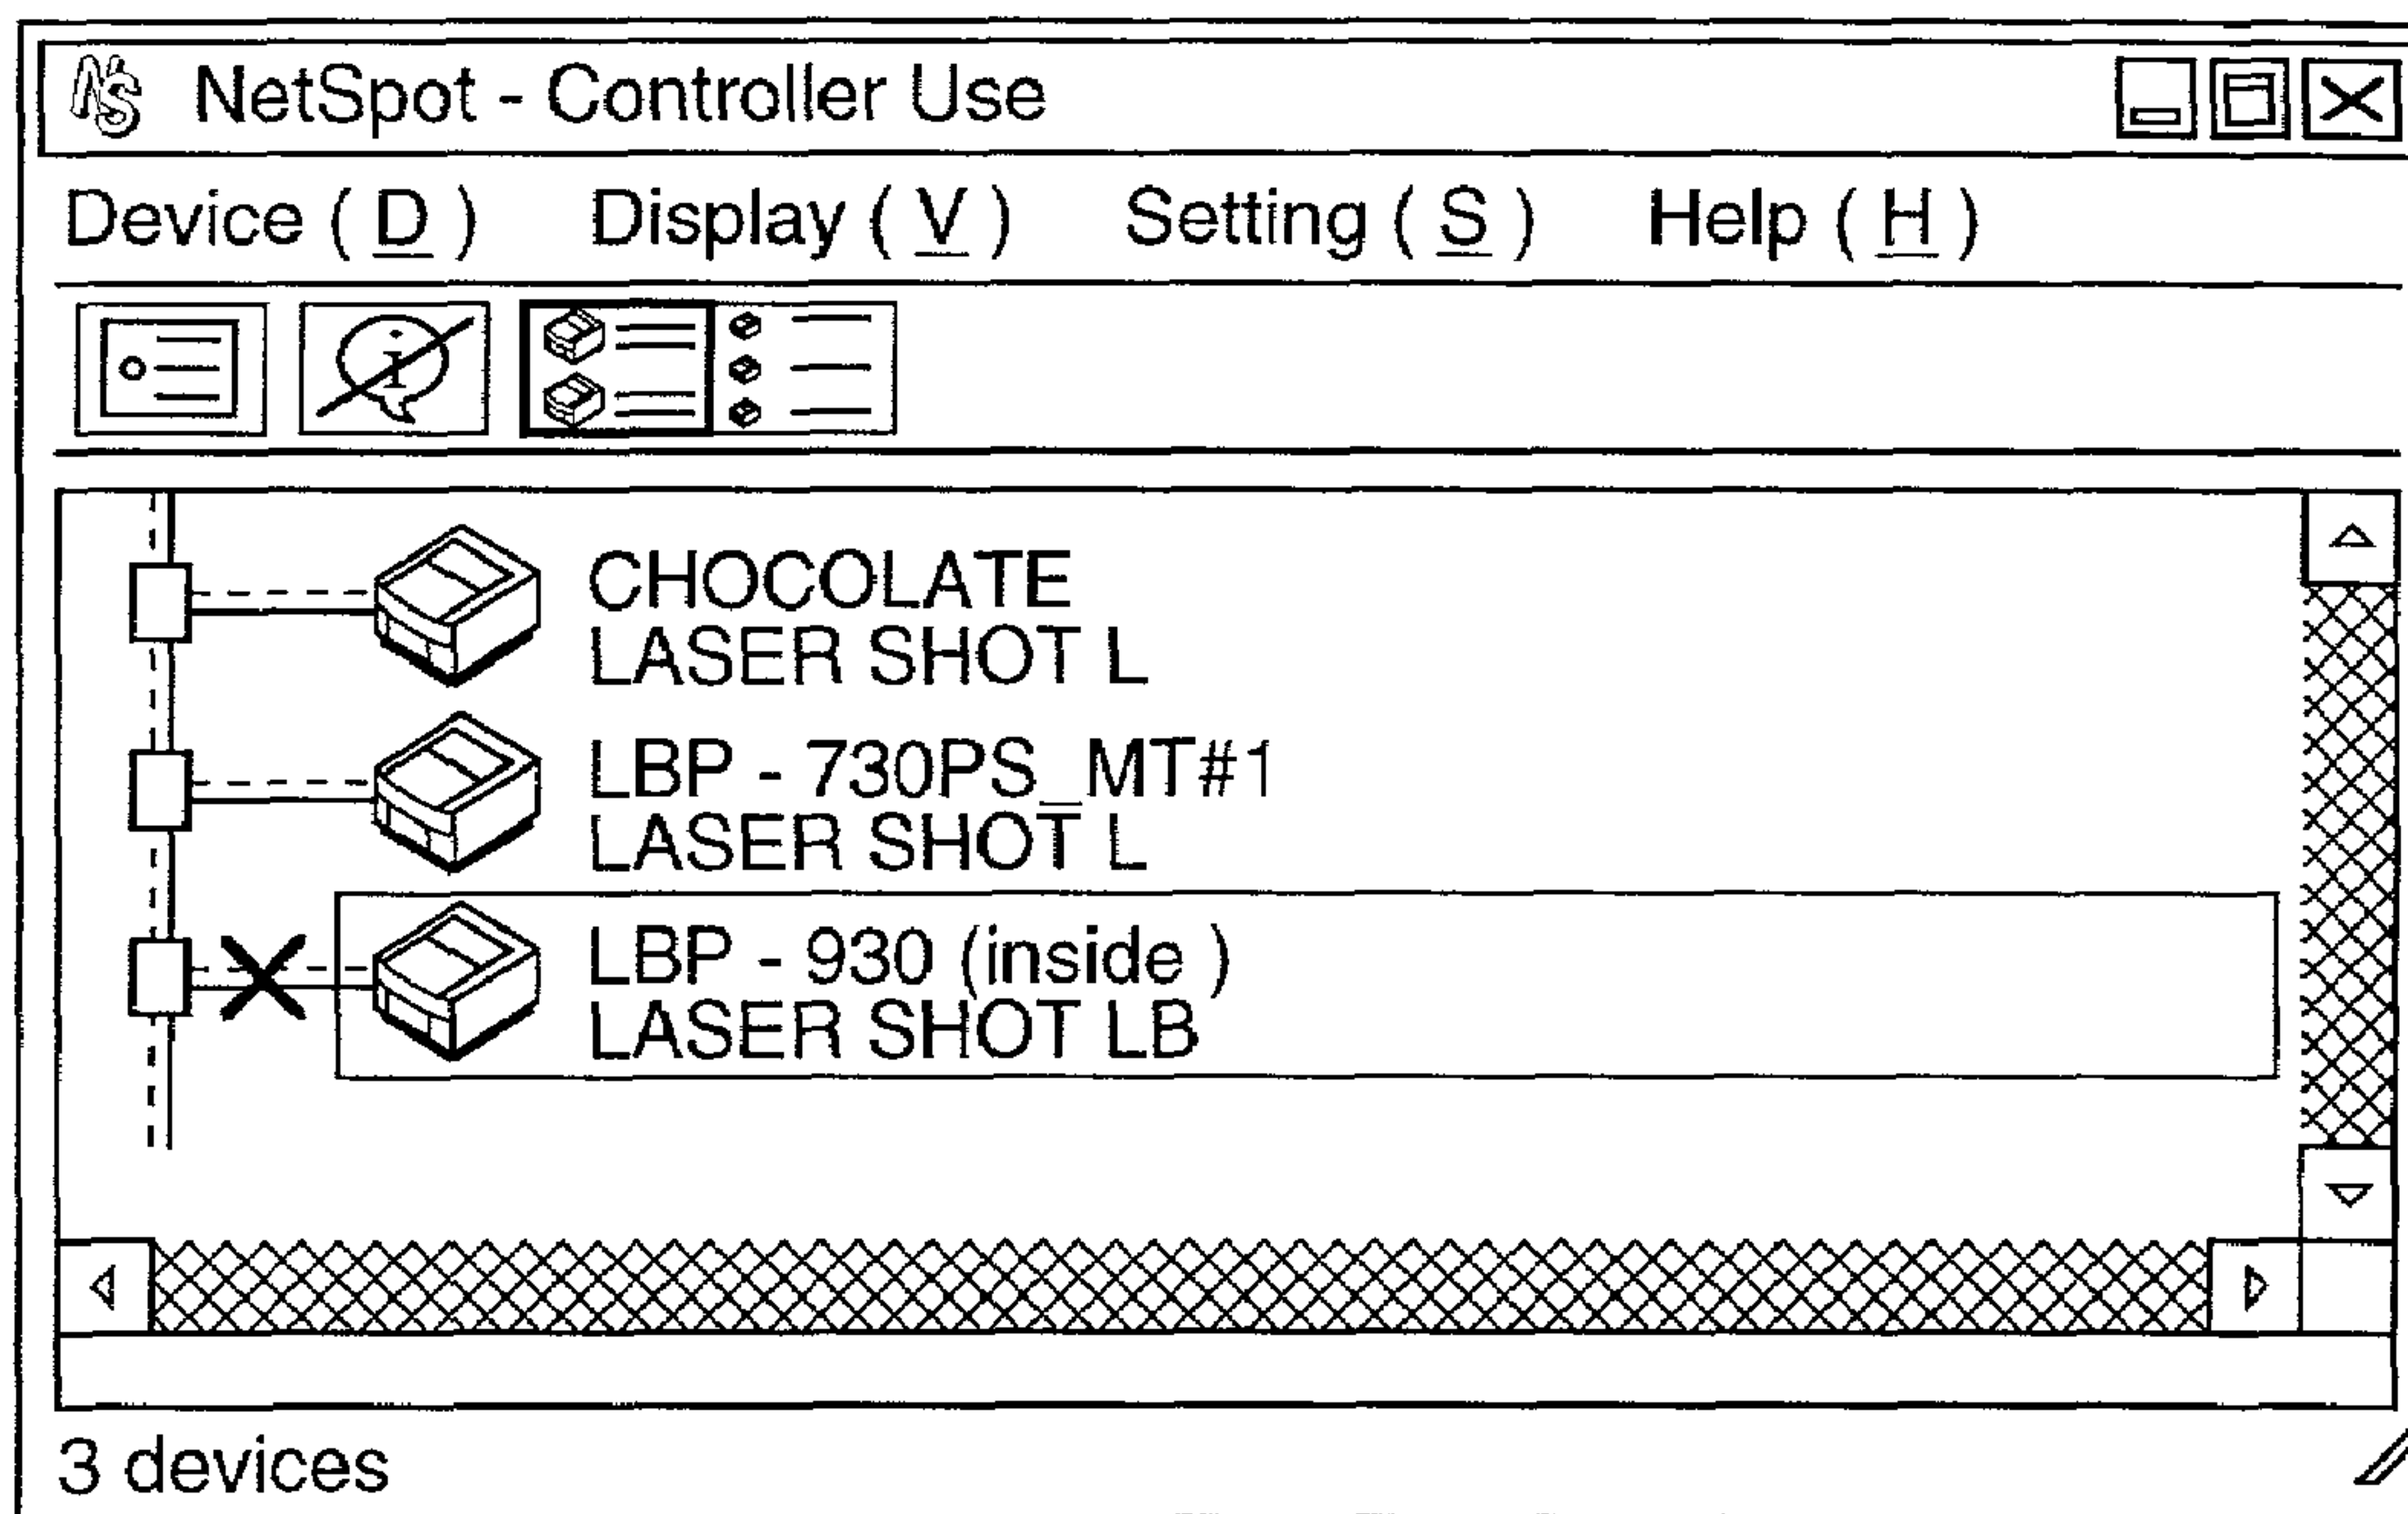 NS NetSpot - Controller Use
Device ( D ) Display ( V ) Setting ( S ) Help ( H )
i
CHOCOLATE
LASER SHOT L
LBP - 730PS_MT#1
LASER SHOT L
LBP - 930 (inside )
LASER SHOT LB
3 devices